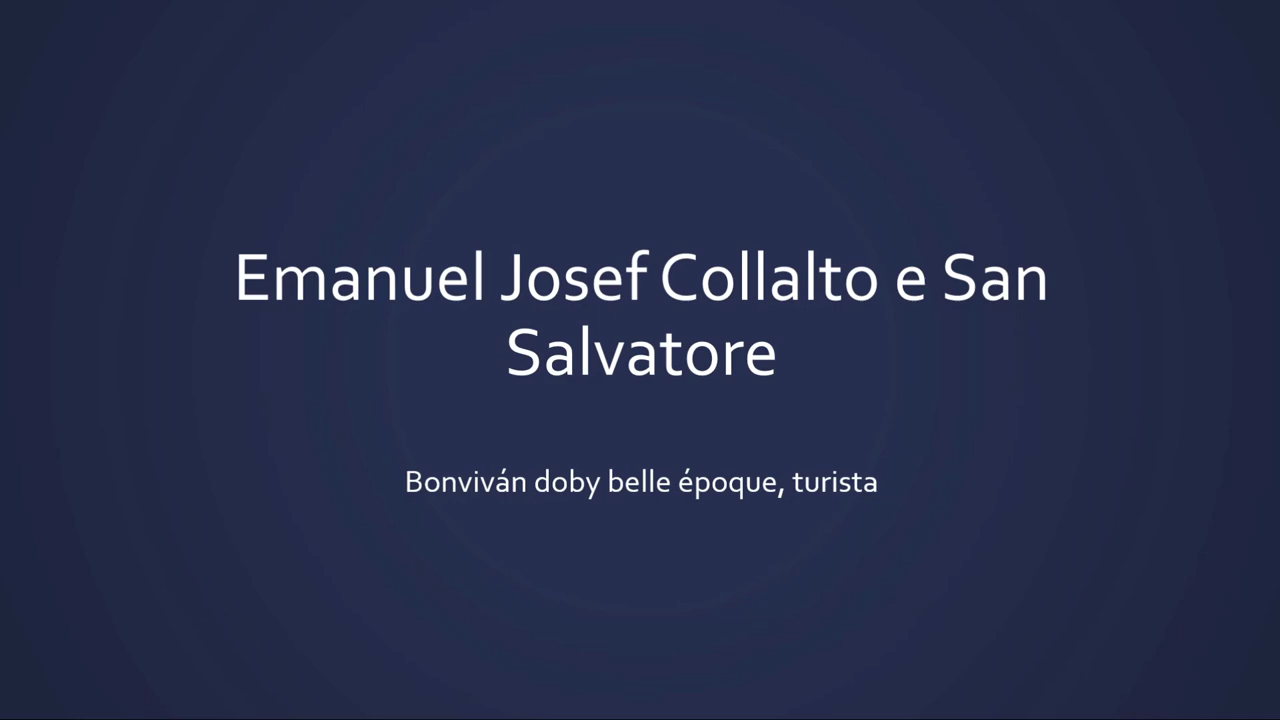 Emanuel Josef Collalto e San
Salvatore
Bonviván doby belle époque, turista